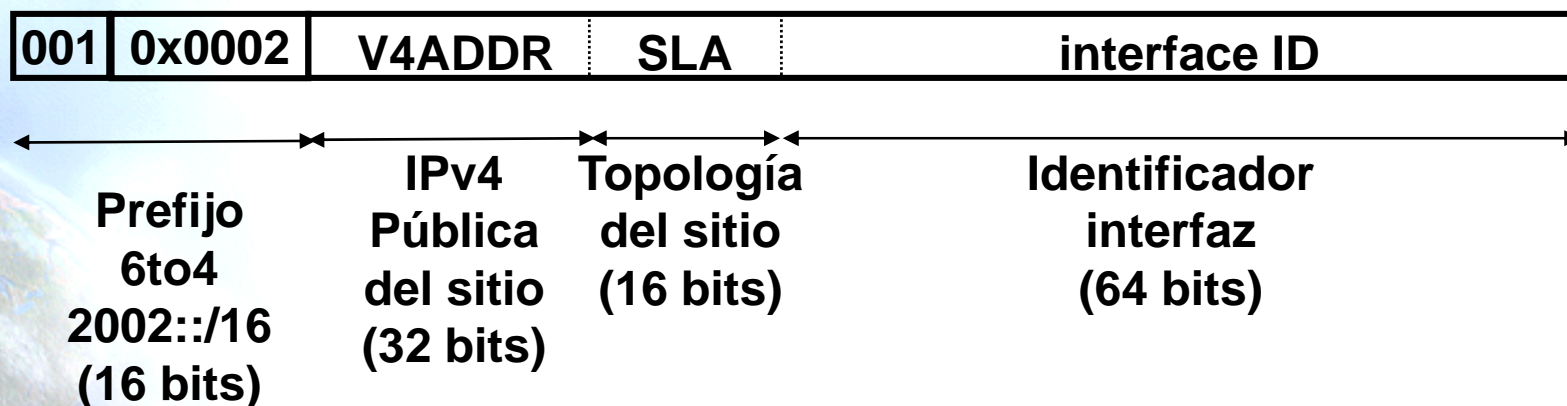 001 0x0002 V4ADDR SLA interface ID
Prefijo
6to4
2002::/16
(16 bits)
IPv4
Pública
del sitio
(32 bits)
Topología
del sitio
(16 bits)
Identificador
interfaz
(64 bits)